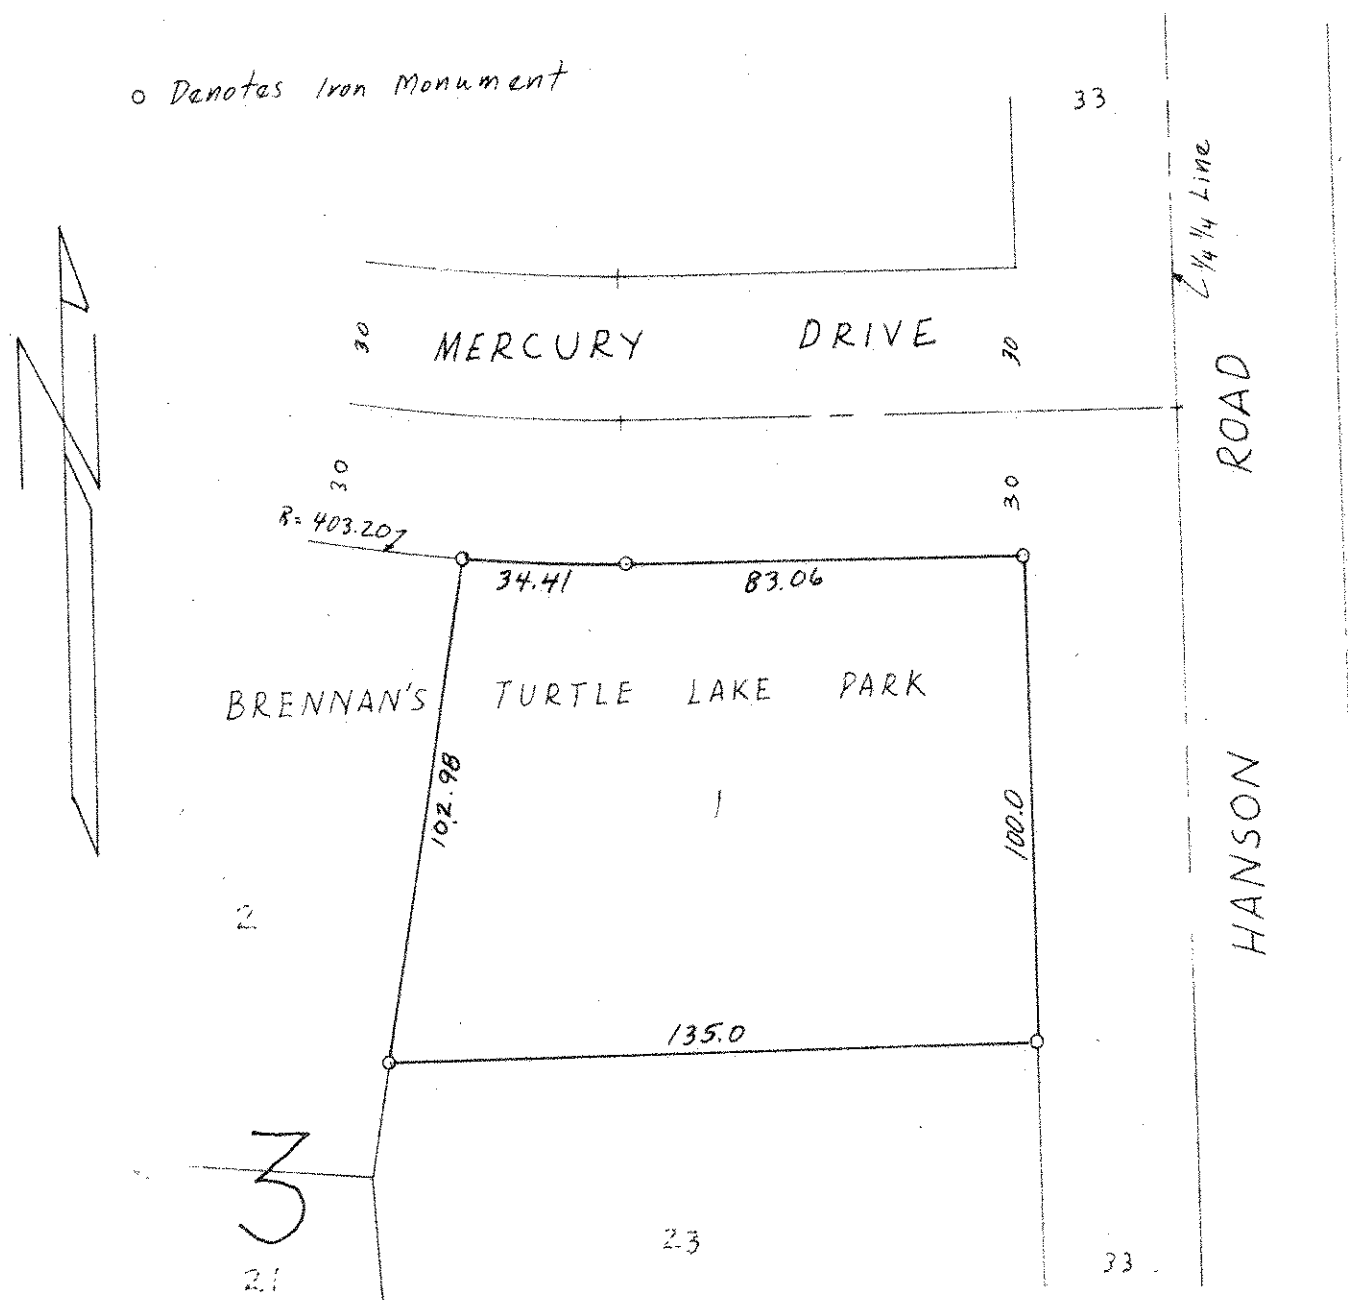 o Denotes Iron Monument
33
1/4 1/4 Line
30
MERCURY DRIVE
30
ROAD
30
30
R= 403.20
34.41
83.06
BRENNAN'S TURTLE LAKE PARK
102.98
1
100.0
HANSON
2
135.0
3
23
21
33
N